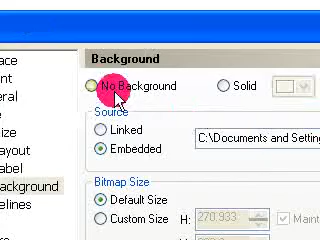 Background
No Background
Solid
Source
Linked
Embedded
C:\Documents and Setting
Bitmap Size
Default Size
Custom Size
H:
270.933
Maint
ace
nt
eral
e
ize
ayout
abel
ackground
elines